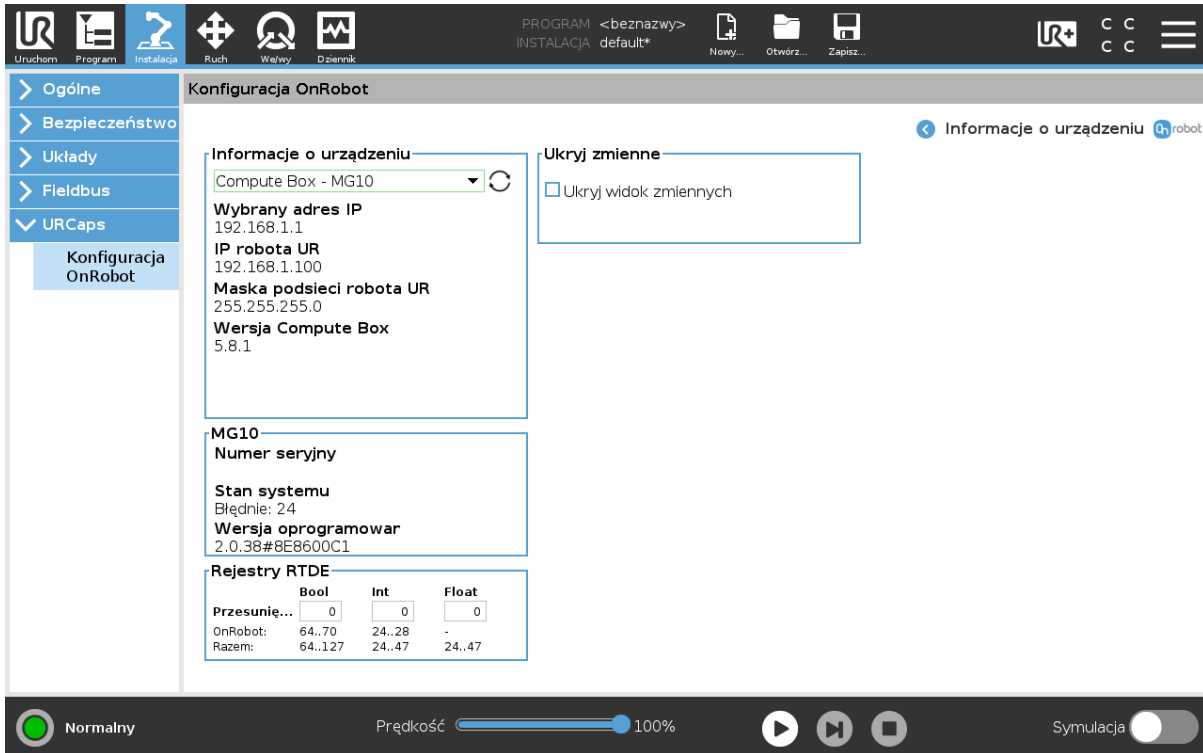 UR
UR+
C C
C C
PROGRAM <beznazwy>
INSTALACJA default*
Uruchom
Program
Instalacja
Ruch
We/wy
Dziennik
Nowy...
Otwórz...
Zapisz...
Ogólne
Bezpieczeństwo
Układy
Fieldbus
URCaps
Konfiguracja
OnRobot
Konfiguracja OnRobot
Informacje o urządzeniu
On robot
Informacje o urządzeniu
Compute Box - MG10
Wybrany adres IP
192.168.1.1
IP robota UR
192.168.1.100
Maska podsieci robota UR
255.255.255.0
Wersja Compute Box
5.8.1
Ukryj zmienne
Ukryj widok zmiennych
MG10
Numer seryjny
Stan systemu
Błędnie: 24
Wersja oprogramowar
2.0.38#8E8600C1
Rejestry RTDE
Bool Int Float
Przesunię... 0 0 0
OnRobot: 64..70 24..28 -
Razem: 64..127 24..47 24..47
Normalny
Prędkość 100%
Symulacja